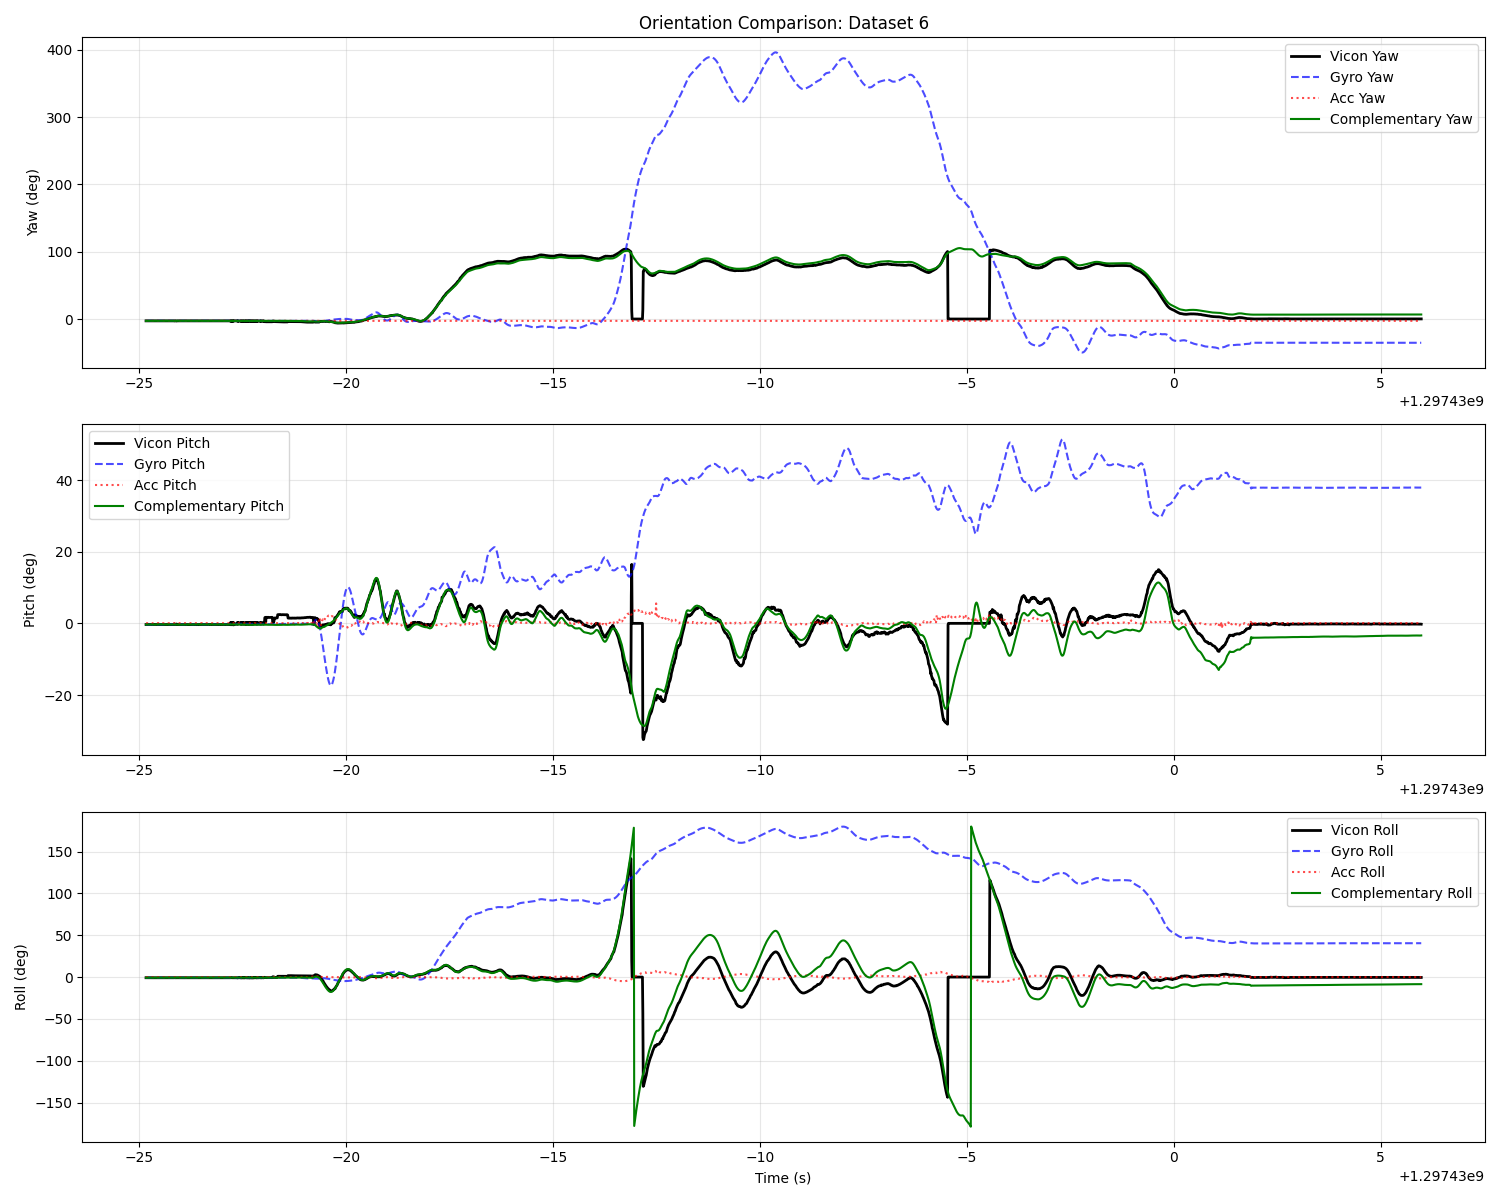 Orientation Comparison: Dataset 6
Yaw (deg)
400
300
200
100
0
Vicon Yaw
Gyro Yaw
Acc Yaw
Complementary Yaw
−25
−20
−15
−10
−5
0
5
+1.29743e9
Pitch (deg)
40
20
0
−20
Vicon Pitch
Gyro Pitch
Acc Pitch
Complementary Pitch
−25
−20
−15
−10
−5
0
5
+1.29743e9
Roll (deg)
150
100
50
0
−50
−100
−150
Vicon Roll
Gyro Roll
Acc Roll
Complementary Roll
−25
−20
−15
−10
−5
0
5
Time (s)
+1.29743e9